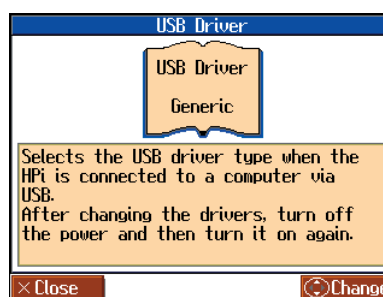 USB Driver
USB Driver
Generic
Selects the USB driver type when the
HPi is connected to a computer via
USB.
After changing the drivers, turn off
the power and then turn it on again.
×Close
Change